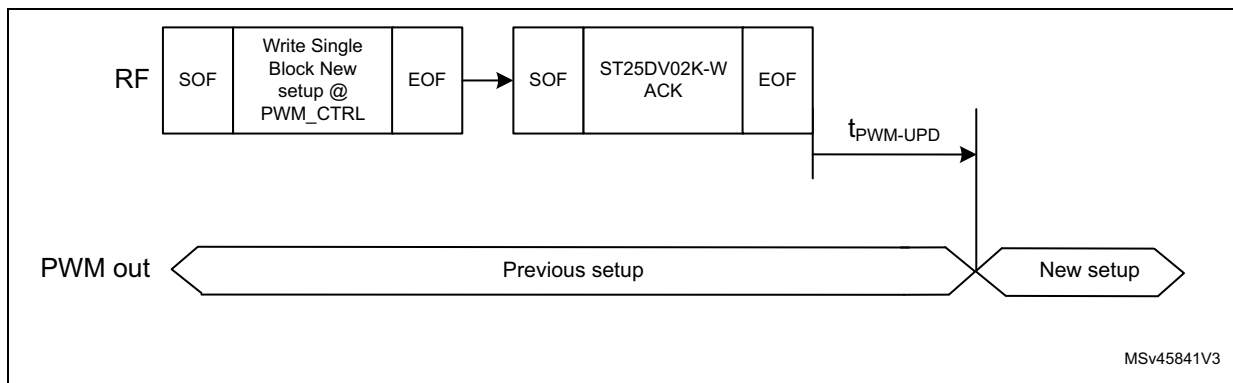 RF
SOF
Write Single
Block New
setup @
PWM_CTRL
EOF
SOF
ST25DV02K-W
ACK
EOF
tPWM-UPD
PWM out
Previous setup
New setup
MSv45841V3